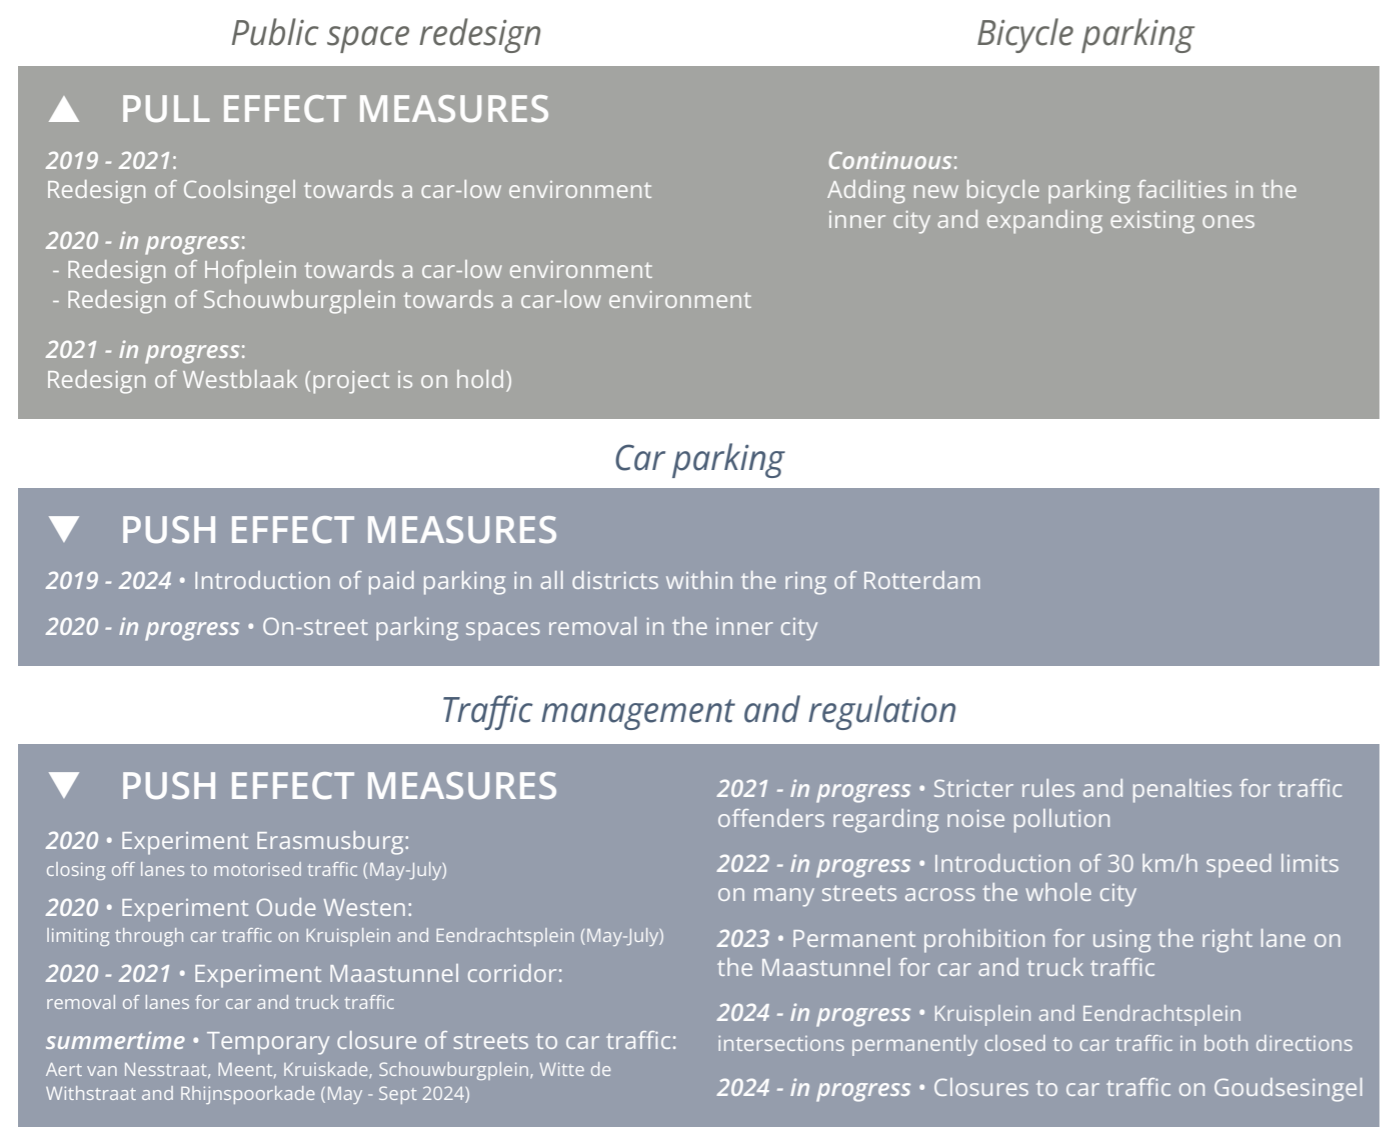 Public space redesign
Bicycle parking
▲ PULL EFFECT MEASURES
2019 - 2021:
Redesign of Coolsingel towards a car-low environment
2020 - in progress:
- Redesign of Hofplein towards a car-low environment
- Redesign of Schouwburgplein towards a car-low environment
2021 - in progress:
Redesign of Westblaak (project is on hold)
Continuous:
Adding new bicycle parking facilities in the
inner city and expanding existing ones
Car parking
▼ PUSH EFFECT MEASURES
2019 - 2024 • Introduction of paid parking in all districts within the ring of Rotterdam
2020 - in progress • On-street parking spaces removal in the inner city
Traffic management and regulation
▼ PUSH EFFECT MEASURES
2020 • Experiment Erasmusburg:
closing off lanes to motorised traffic (May-July)
2020 • Experiment Oude Westen:
limiting through car traffic on Kruisplein and Eendrachtsplein (May-July)
2020 - 2021 • Experiment Maastunnel corridor:
removal of lanes for car and truck traffic
summertime • Temporary closure of streets to car traffic:
Aert van Nesstraat, Meent, Kruiskade, Schouwburgplein, Witte de
Withstraat and Rhijnspoorkade (May - Sept 2024)
2021 - in progress • Stricter rules and penalties for traffic
offenders regarding noise pollution
2022 - in progress • Introduction of 30 km/h speed limits
on many streets across the whole city
2023 • Permanent prohibition for using the right lane on
the Maastunnel for car and truck traffic
2024 - in progress • Kruisplein and Eendrachtsplein
intersections permanently closed to car traffic in both directions
2024 - in progress • Closures to car traffic on Goudsesingel